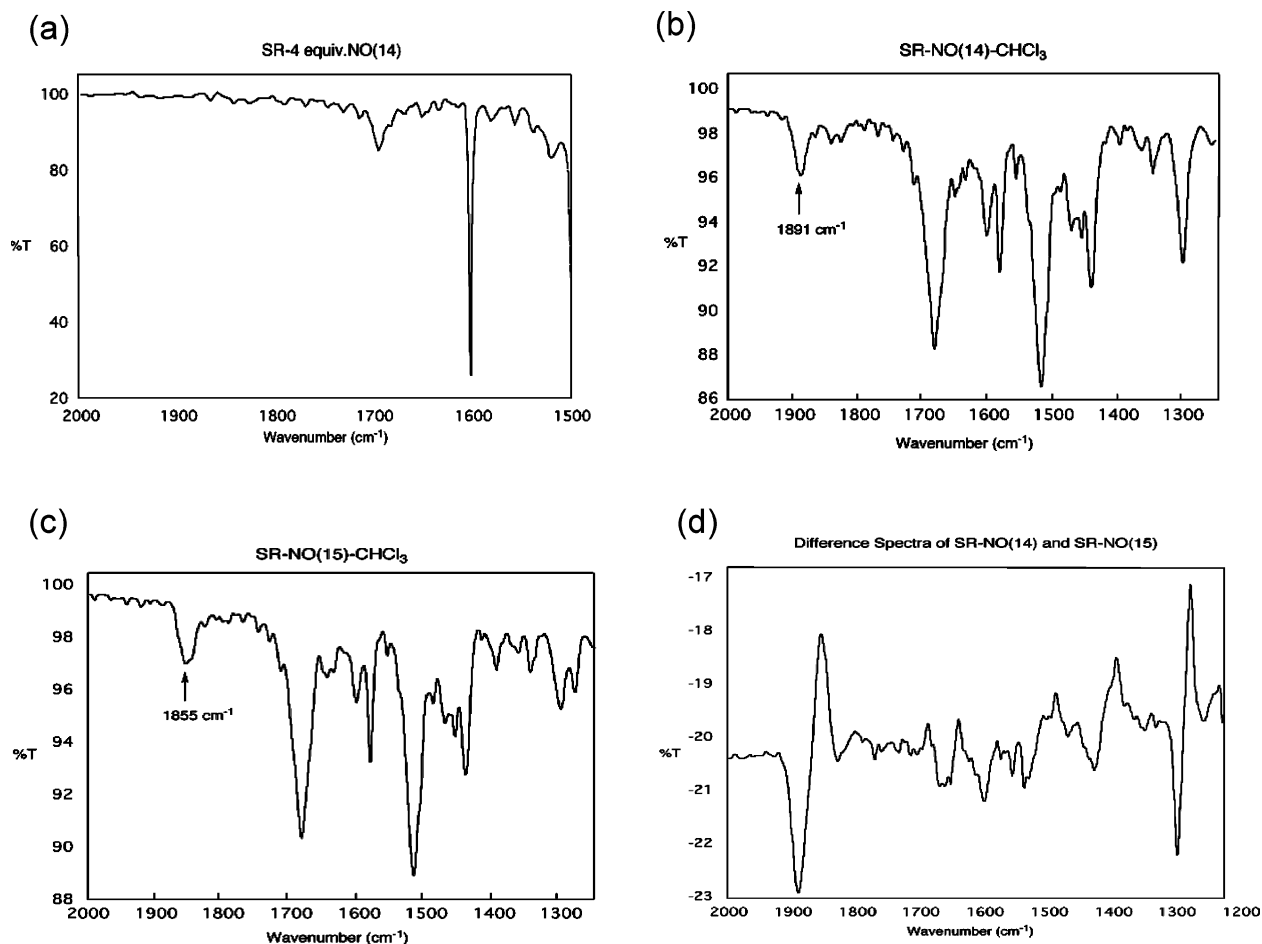 (a)
SR-4 equiv.NO(14)
100
80
60
40
20
%T
2000 1900 1800 1700 1600 1500
Wavenumber (cm-1)
(b)
SR-NO(14)-CHCl3
100
98
96
94
92
90
88
86
%T
1891 cm-1
2000 1900 1800 1700 1600 1500 1400 1300
Wavenumber (cm-1)
(c)
SR-NO(15)-CHCl3
100
98
96
94
92
90
88
%T
1855 cm-1
2000 1900 1800 1700 1600 1500 1400 1300
Wavenumber (cm-1)
(d)
Difference Spectra of SR-NO(14) and SR-NO(15)
-17
-18
-19
-20
-21
-22
-23
%T
2000 1900 1800 1700 1600 1500 1400 1300 1200
Wavenumber (cm-1)